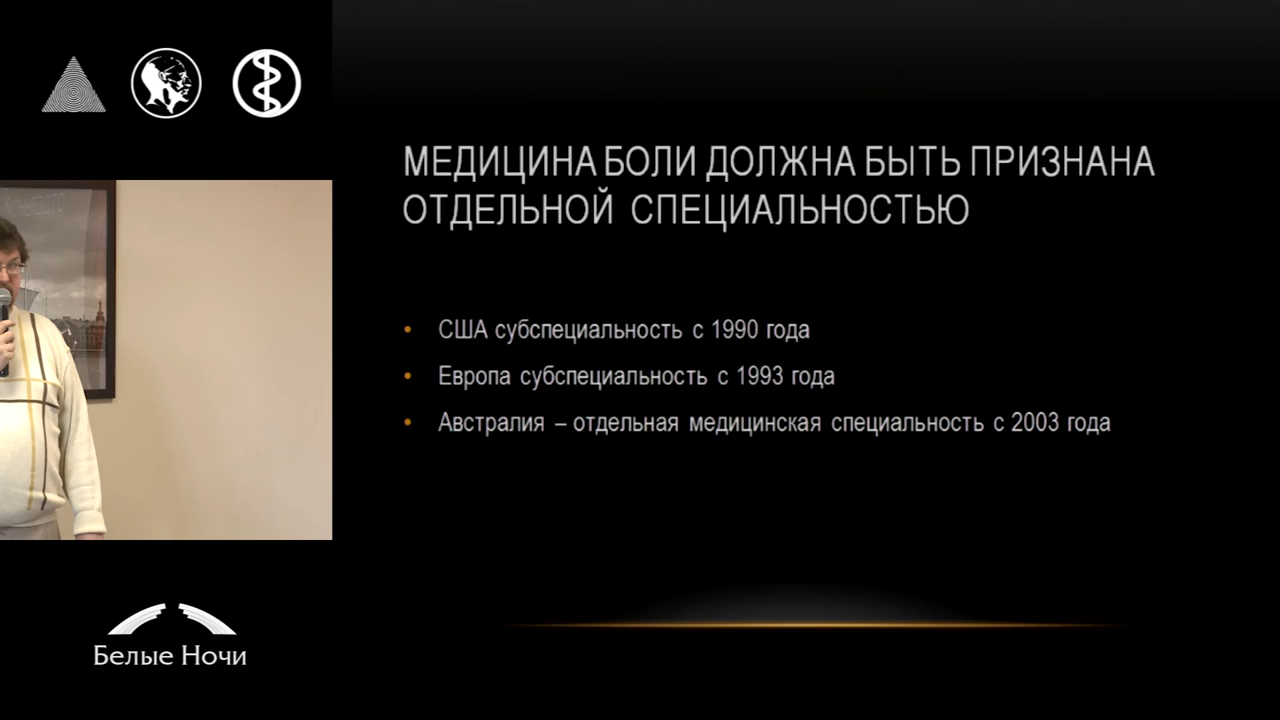 МЕДИЦИНА БОЛИ ДОЛЖНА БЫТЬ ПРИЗНАНА
ОТДЕЛЬНОЙ СПЕЦИАЛЬНОСТЬЮ
• США субспециальность с 1990 года
• Европа субспециальность с 1993 года
• Австралия – отдельная медицинская специальность с 2003 года
Белые Ночи